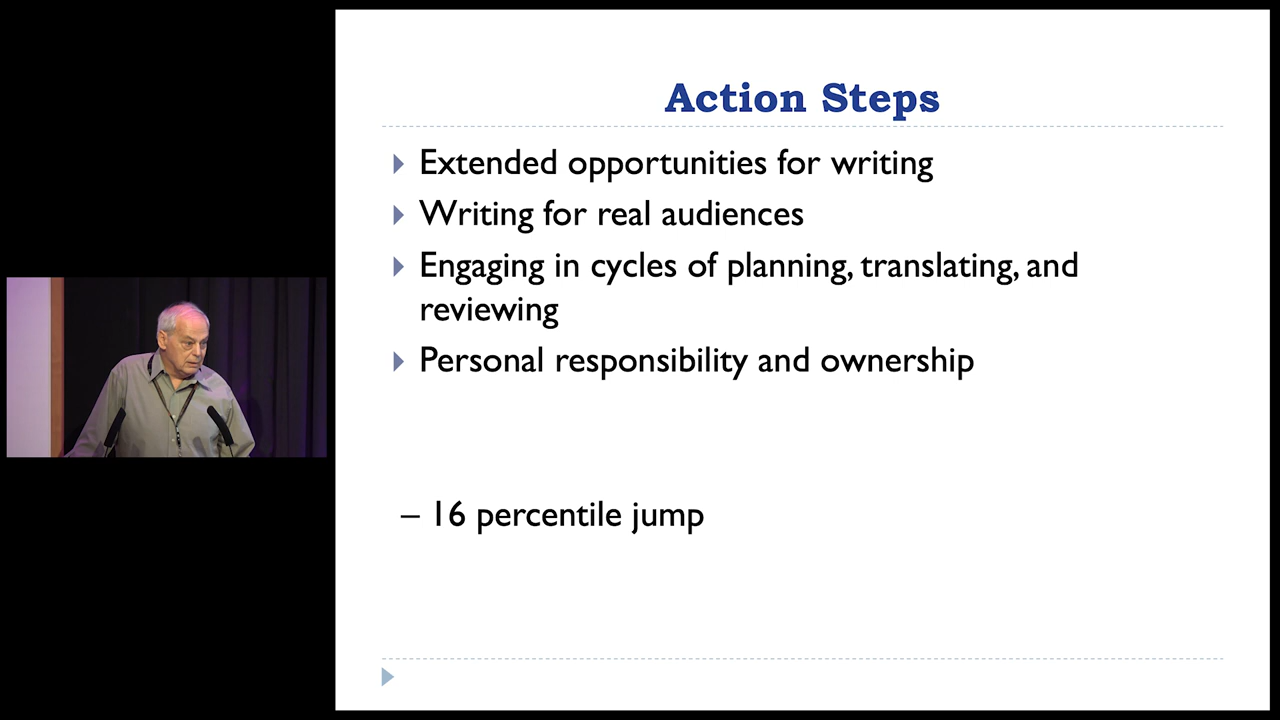 Action Steps
Extended opportunities for writing
Writing for real audiences
Engaging in cycles of planning, translating, and
reviewing
Personal responsibility and ownership
– 16 percentile jump